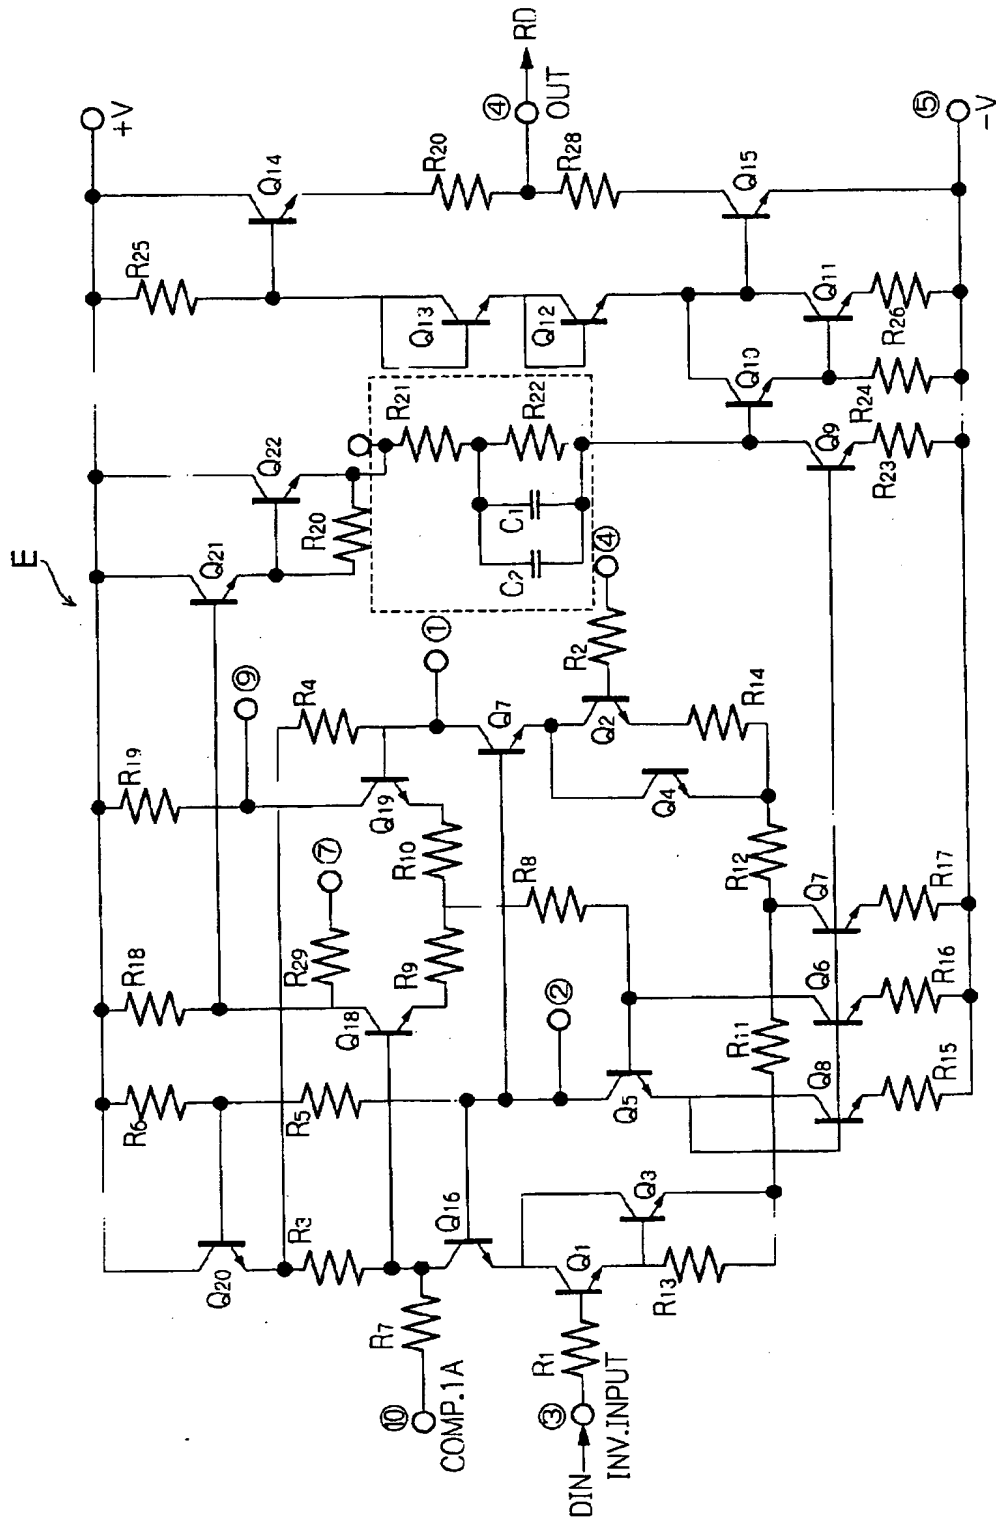 E
+V
④
RD
OUT
⑤
-V
R25
Q14
R20
R28
Q15
Q13
Q12
Q11
R26
Q10
R24
Q9
R23
Q22
R20
R21
R22
C1
C2
④
Q21
⑨
R19
R4
①
Q7
R2
Q2
R14
Q4
Q19
R10
R12
⑦
R29
R8
R9
R18
Q18
②
R11
Q7
R17
Q6
R16
Q8
R15
R6
R5
Q5
Q20
R3
Q16
Q3
Q1
R13
R7
⑩
COMP.1A
R1
③
DIN
INV.INPUT